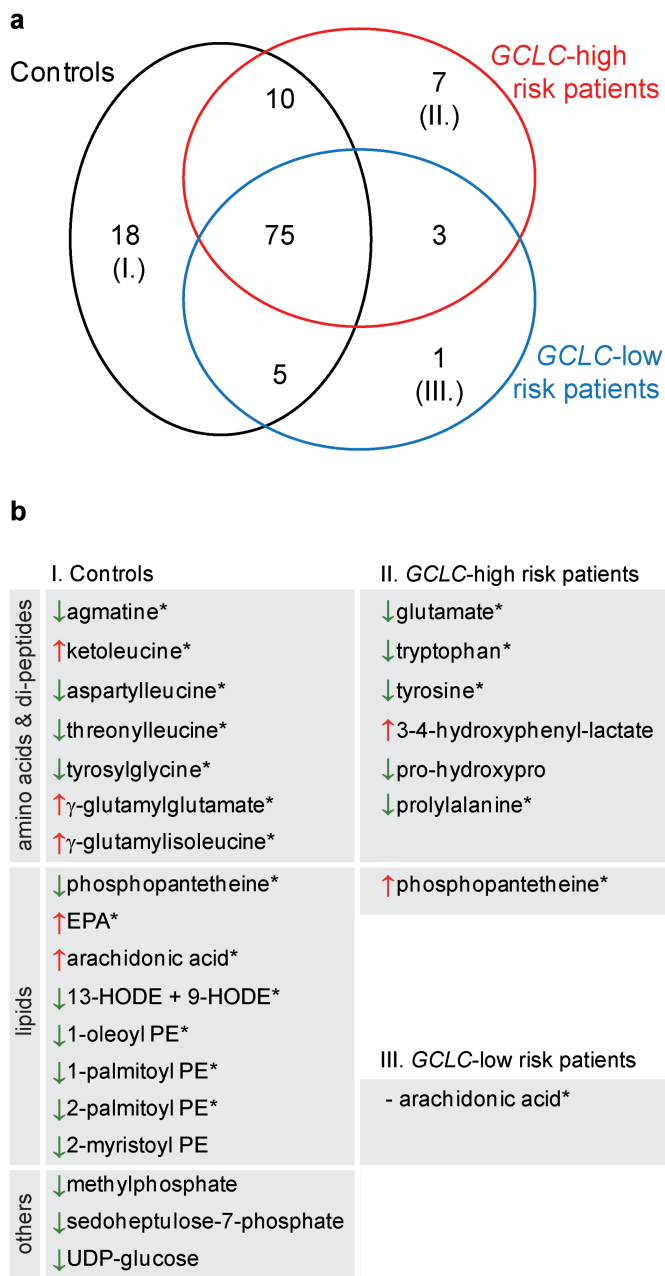 a
Controls
GCLC-high
risk patients
10
7
(II.)
18
(I.)
75
3
5
1
(III.)
GCLC-low
risk patients
b
I. Controls
II. GCLC-high risk patients
amino acids & di-peptides
↓agmatine*
↑ketoleucine*
↓aspartylleucine*
↓threonylleucine*
↓tyrosylglycine*
↑γ-glutamylglutamate*
↑γ-glutamylisoleucine*
↓glutamate*
↓tryptophan*
↓tyrosine*
↑3-4-hydroxyphenyl-lactate
↓pro-hydroxypro
↓prolylalanine*
lipids
↓phosphopantetheine*
↑EPA*
↑arachidonic acid*
↓13-HODE + 9-HODE*
↓1-oleoyl PE*
↓1-palmitoyl PE*
↓2-palmitoyl PE*
↓2-myristoyl PE
↑phosphopantetheine*
III. GCLC-low risk patients
- arachidonic acid*
others
↓methylphosphate
↓sedoheptulose-7-phosphate
↓UDP-glucose